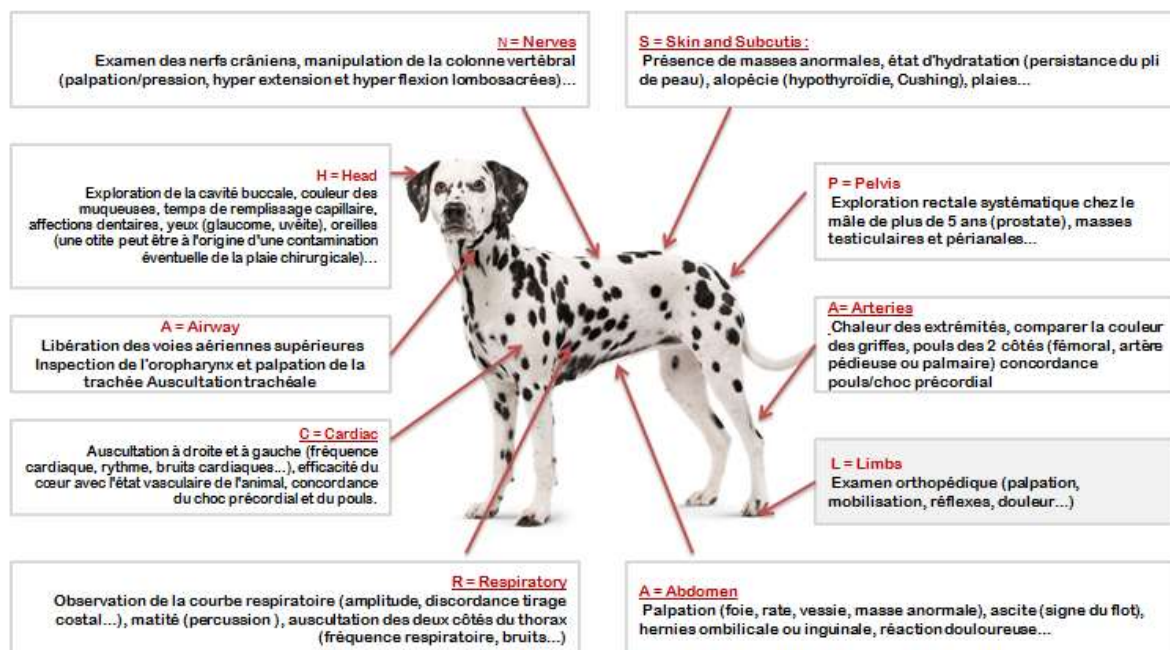 N = Nerves
Examen des nerfs crâniens, manipulation de la colonne vertébral
(palpation/pression, hyper extension et hyper flexion lombosacrées)...
S = Skin and Subcutis :
Présence de masses anormales, état d'hydratation (persistance du pli
de peau), alopécie (hypothyroïdie, Cushing), plaies...
H = Head
Exploration de la cavité buccale, couleur des
muqueuses, temps de remplissage capillaire,
affections dentaires, yeux (glaucome, uvéite), oreilles
(une otite peut être à l'origine d'une contamination
éventuelle de la plaie chirurgicale)...
P = Pelvis
Exploration rectale systématique chez le
mâle de plus de 5 ans (prostate), masses
testiculaires et périanales...
A = Airway
Libération des voies aériennes supérieures
Inspection de l'oropharynx et palpation de la
trachée Auscultation trachéale
A= Arteries
Chaleur des extrémités, comparer la couleur
des griffes, pouls des 2 côtés (fémoral, artère
pédieuse ou palmaire) concordance
pouls/choc précordial
C = Cardiac
Auscultation à droite et à gauche (fréquence
cardiaque, rythme, bruits cardiaques...), efficacité du
cœur avec l'état vasculaire de l'animal, concordance
du choc précordial et du pouls.
L = Limbs
Examen orthopédique (palpation,
mobilisation, réflexes, douleur...)
R = Respiratory
Observation de la courbe respiratoire (amplitude, discordance tirage
costal...), matité (percussion ), auscultation des deux côtés du thorax
(fréquence respiratoire, bruits...)
A = Abdomen
Palpation (foie, rate, vessie, masse anormale), ascite (signe du flot),
hernies ombilicale ou inguinale, réaction douloureuse...